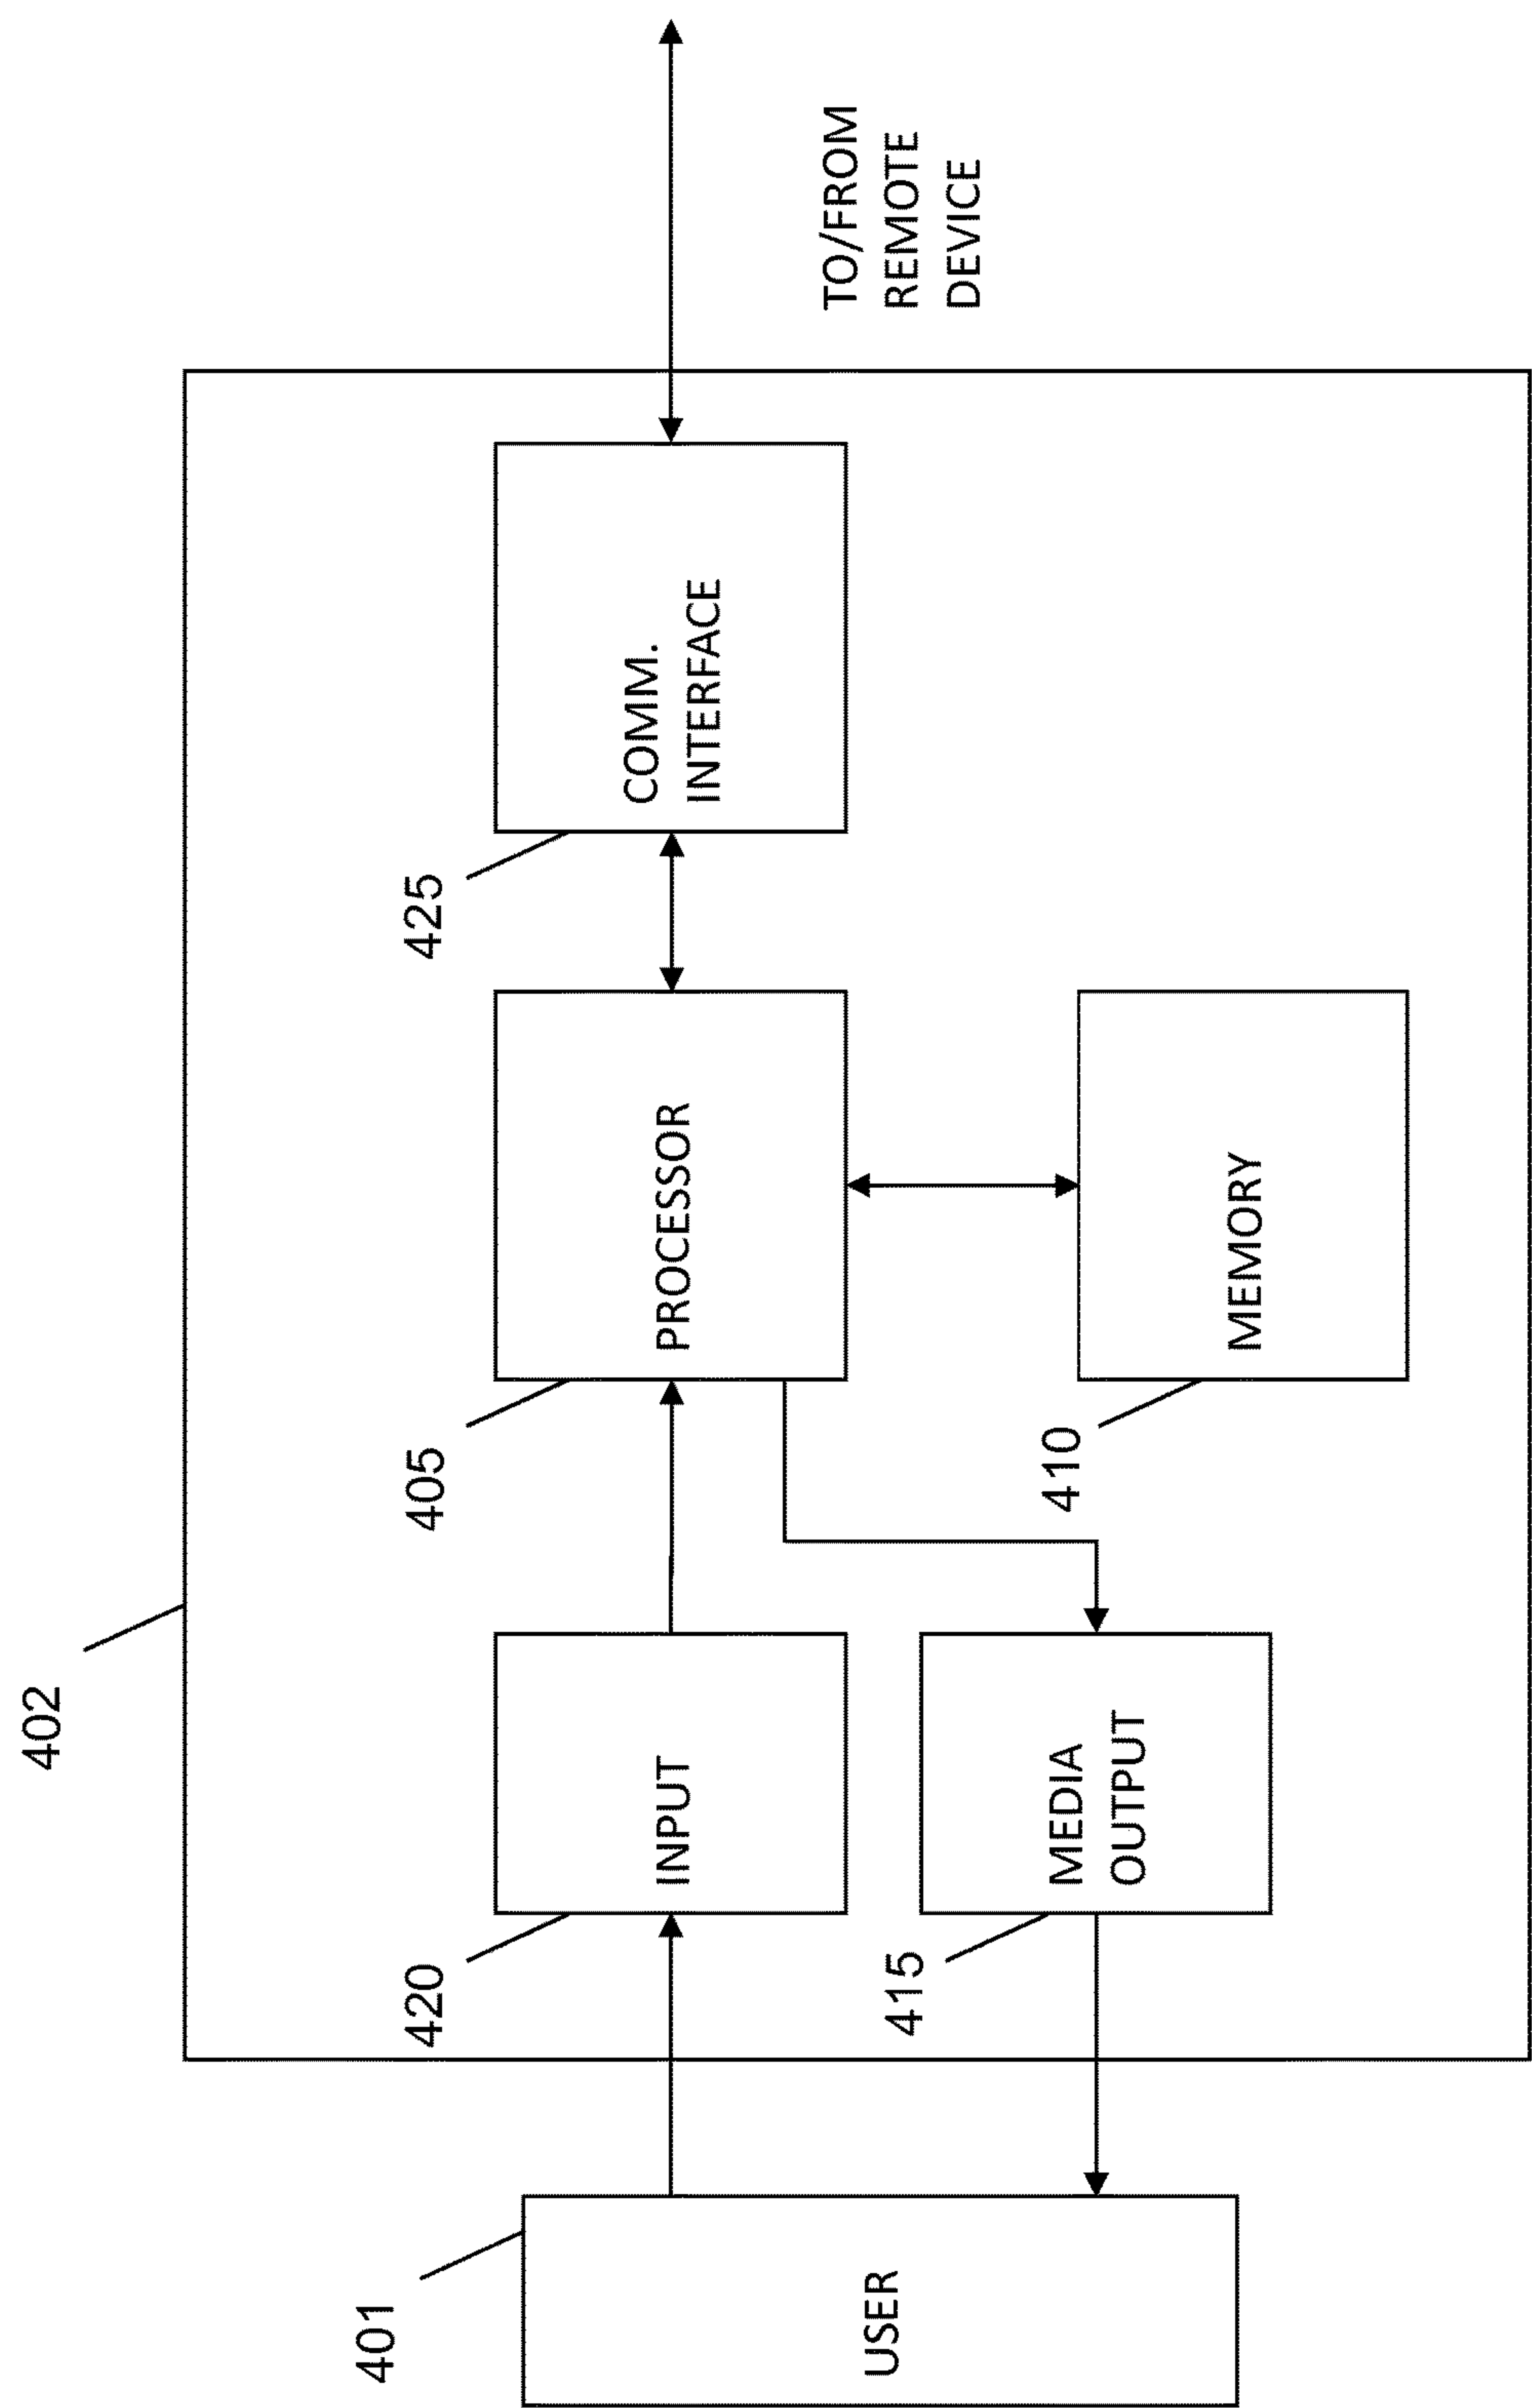 402
401
USER
420
INPUT
415
MEDIA
OUTPUT
405
PROCESSOR
410
MEMORY
425
COMM.
INTERFACE
TO/FROM
REMOTE
DEVICE